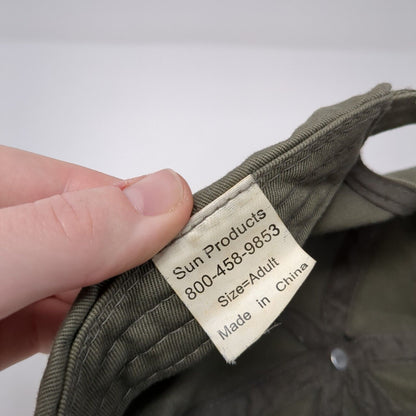 Sun Products
800-458-9853
Size=Adult
Made in China